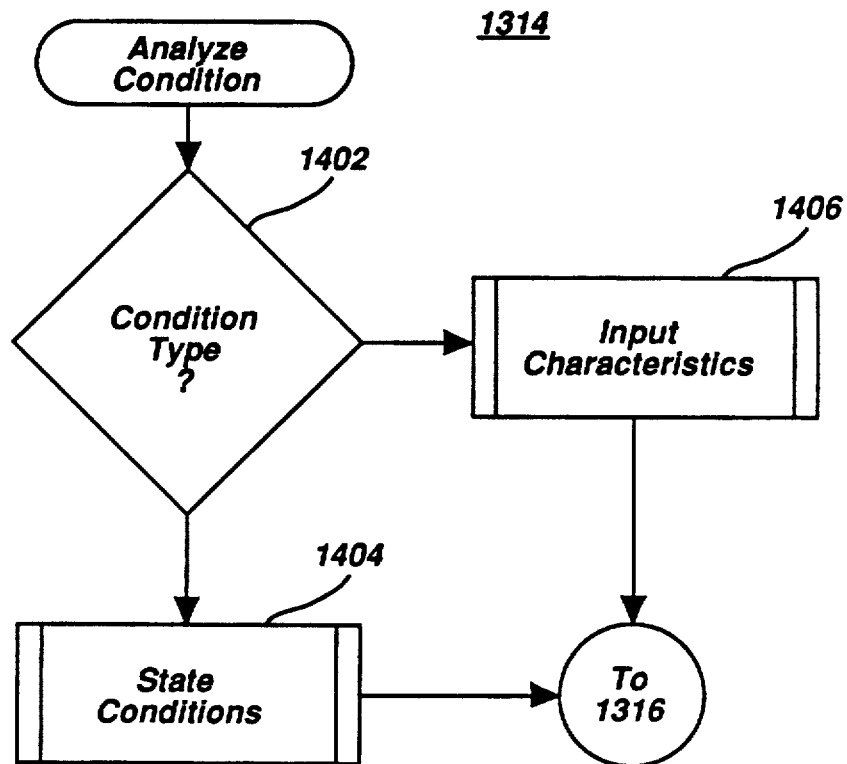 1314
Analyze
Condition
1402
Condition
Type
?
1406
Input
Characteristics
1404
State
Conditions
To
1316